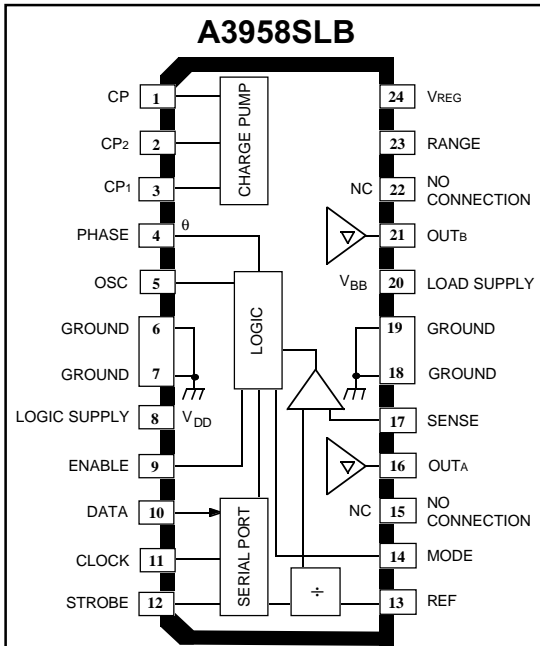 A3958SLB
CP 1
CP2 2
CP1 3
PHASE 4 θ
OSC 5
GROUND 6
GROUND 7
LOGIC SUPPLY 8 VDD
ENABLE 9
DATA 10
CLOCK 11
STROBE 12
CHARGE PUMP
LOGIC
SERIAL PORT
÷
24 VREG
23 RANGE
NC 22 NO
CONNECTION
21 OUTB
VBB 20 LOAD SUPPLY
19 GROUND
18 GROUND
17 SENSE
16 OUTA
NC 15 NO
CONNECTION
14 MODE
13 REF